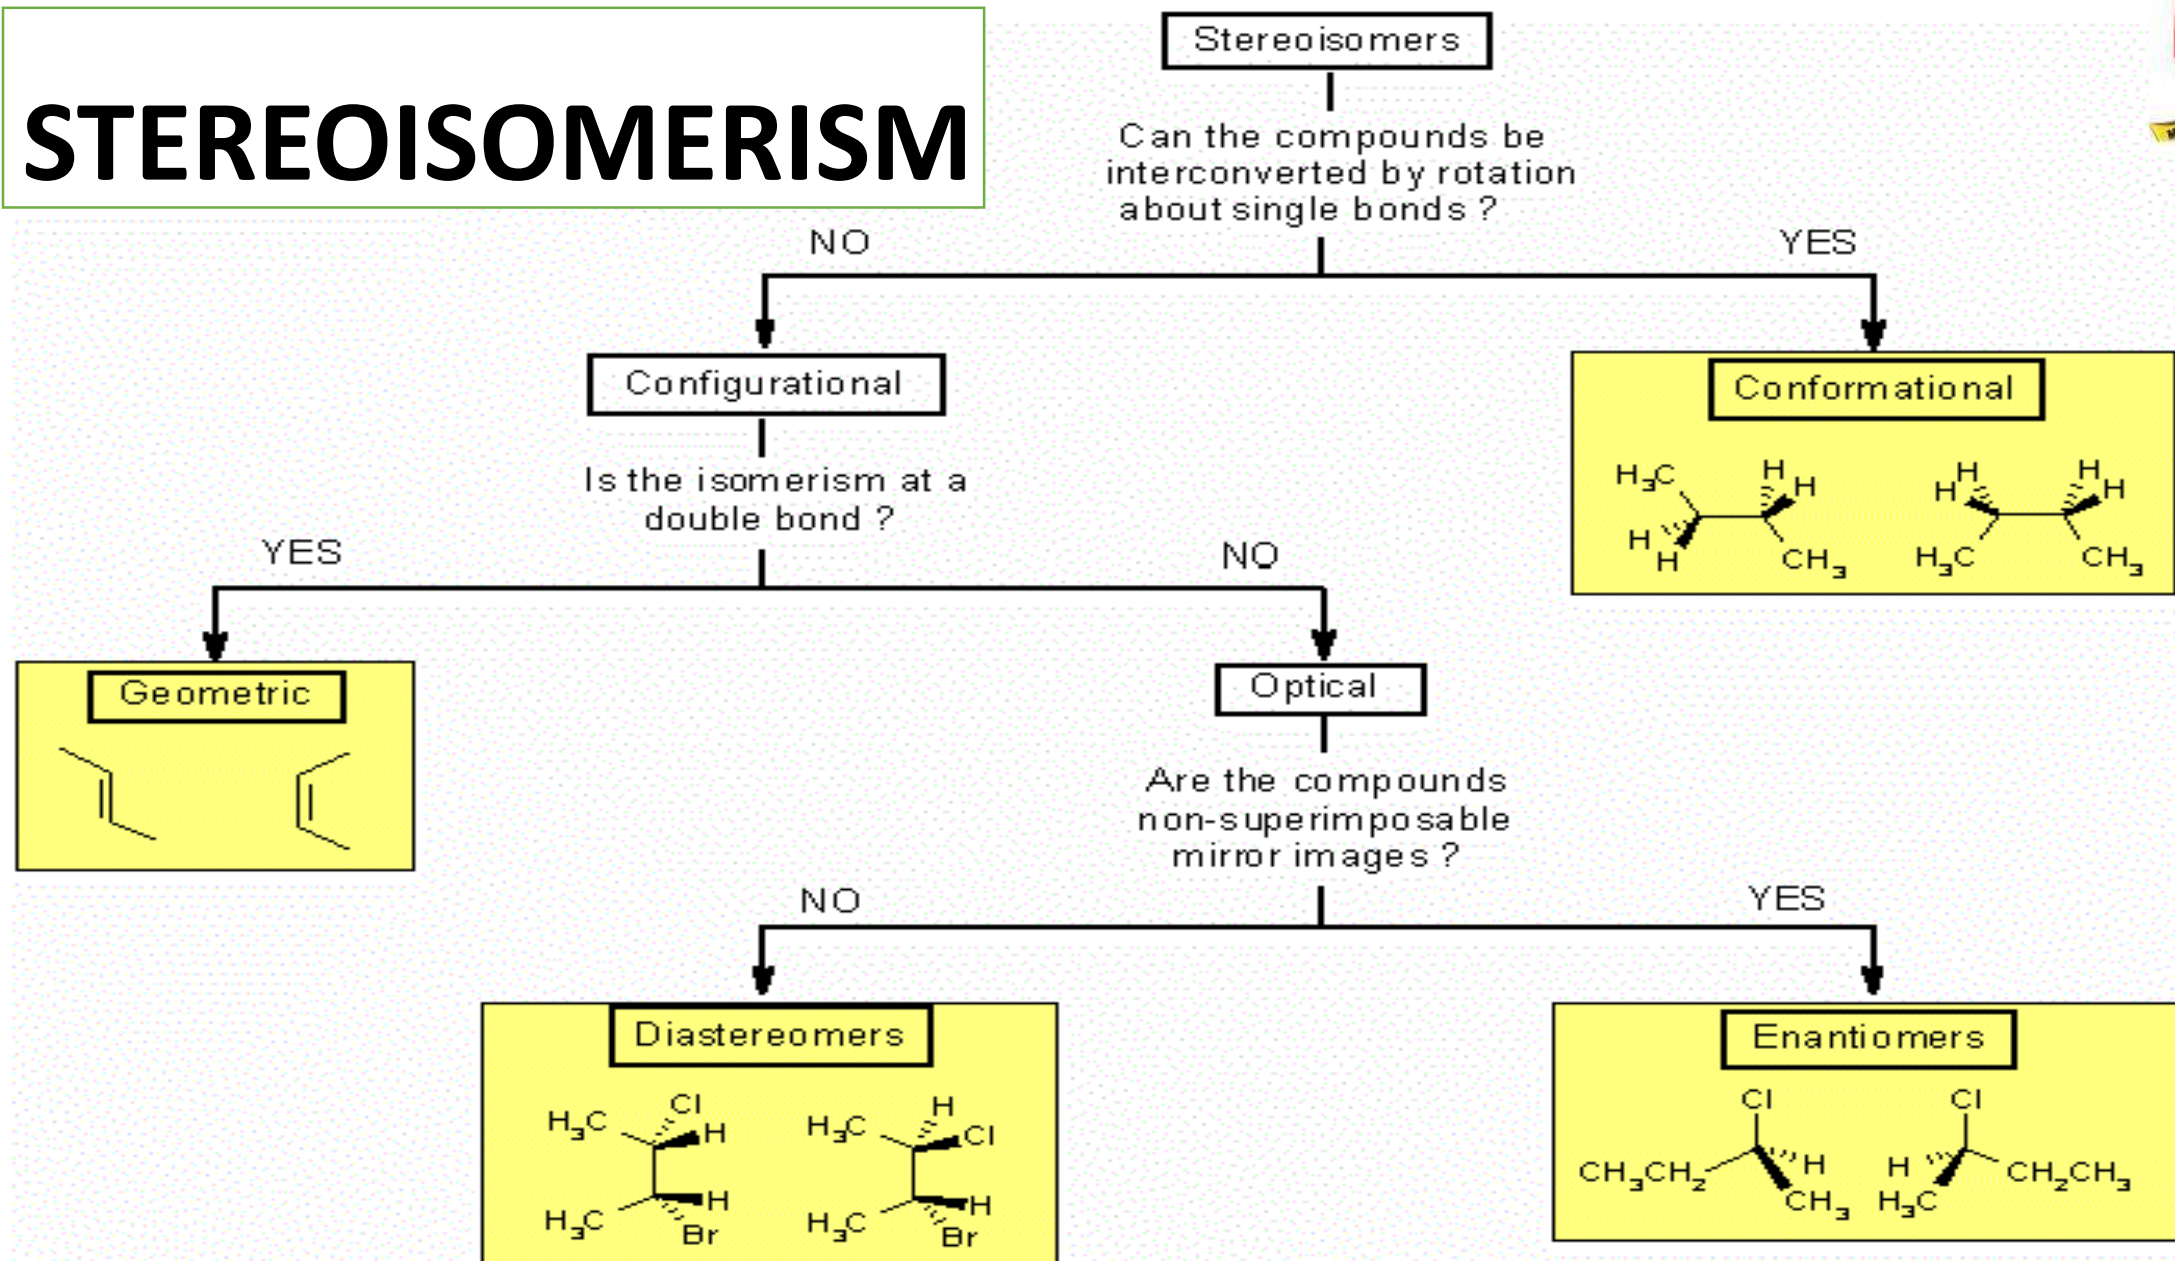 STEREOISOMERISM
Stereoisomers
Can the compounds be
interconverted by rotation
about single bonds ?
NO
YES
Configurational
Conformational
Is the isomerism at a
double bond ?
H₃C
H
H
H
H
CH₃
H
H
H
H
H₃C
CH₃
YES
NO
Geometric
Optical
Are the compounds
non-superimposable
mirror images ?
NO
YES
Diastereomers
H₃C
Cl
H
H₃C
H
Br
H₃C
H
Cl
H₃C
H
Br
Enantiomers
Cl
CH₃CH₂
H
CH₃
Cl
H
H₃C
CH₂CH₃